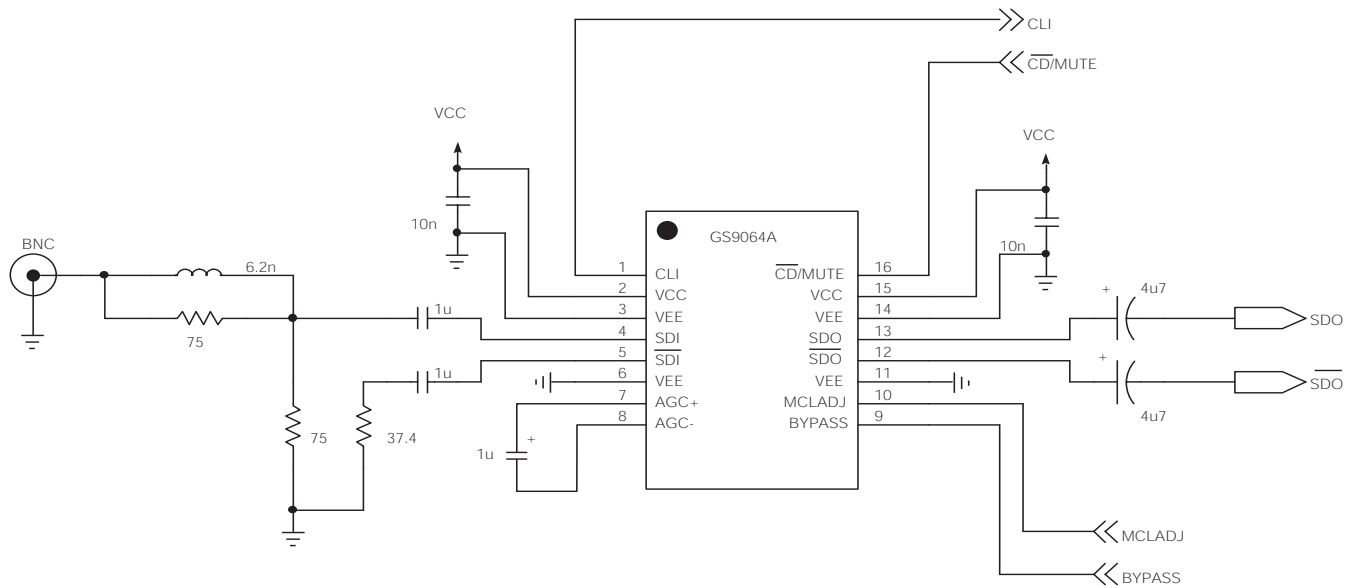 CLI
CD/MUTE
VCC
VCC
10n
GS9064A
10n
BNC
6.2n
75
1u
1u
75
37.4
1u
+
1
2
3
4
5
6
7
8
CLI
VCC
VEE
SDI
SDI
VEE
AGC+
AGC-
CD/MUTE
VCC
VEE
SDO
SDO
VEE
MCLADJ
BYPASS
16
15
14
13
12
11
10
9
+
4u7
SDO
+
4u7
SDO
MCLADJ
BYPASS